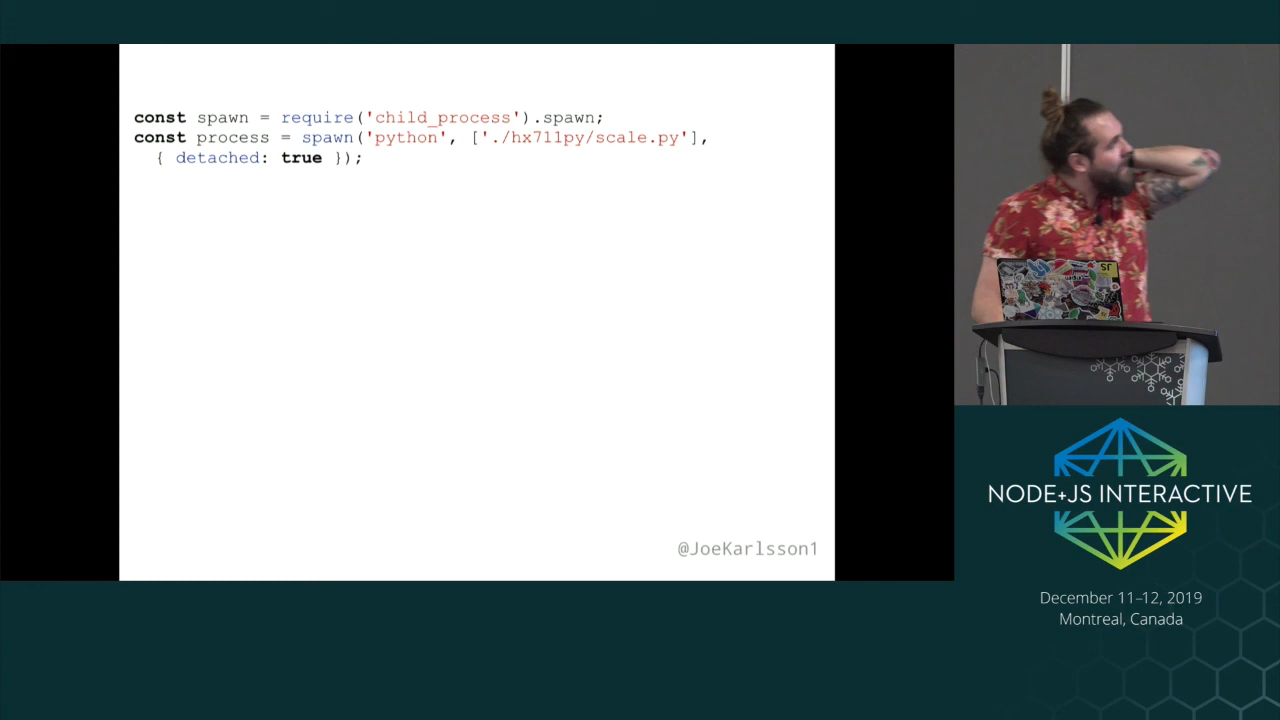 const spawn = require('child_process').spawn;
const process = spawn('python', ['./hx711py/scale.py'],
{ detached: true });
@JoeKarlsson1
JS
NODE+JS INTERACTIVE
December 11–12, 2019
Montreal, Canada